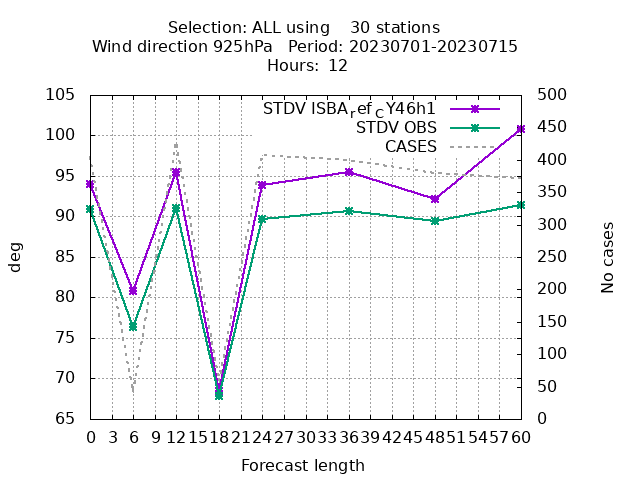 Selection: ALL using    30 stations
Wind direction 925hPa   Period: 20230701-20230715
Hours: 12
STDV ISBA_ref_CY46h1
STDV OBS
CASES
105
100
95
90
85
80
75
70
65
deg
500
450
400
350
300
250
200
150
100
50
0
No cases
0 3 6 9 12 15 18 21 24 27 30 33 36 39 42 45 48 51 54 57 60
Forecast length